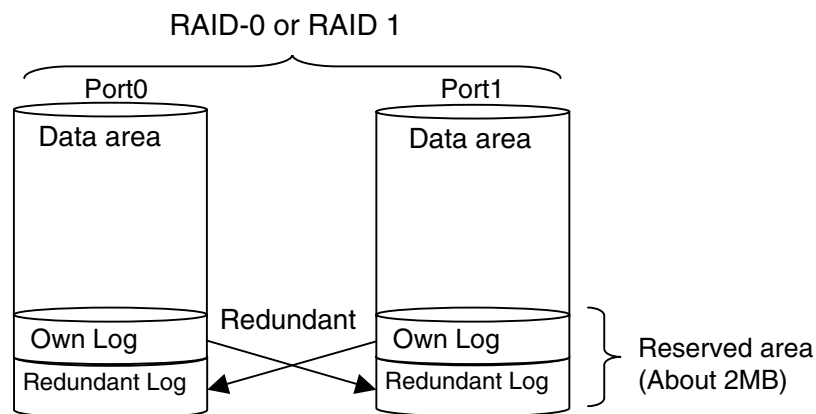 RAID-0 or RAID 1
Port0
Port1
Data area
Data area
Redundant
Own Log
Own Log
Redundant Log
Redundant Log
Reserved area
(About 2MB)